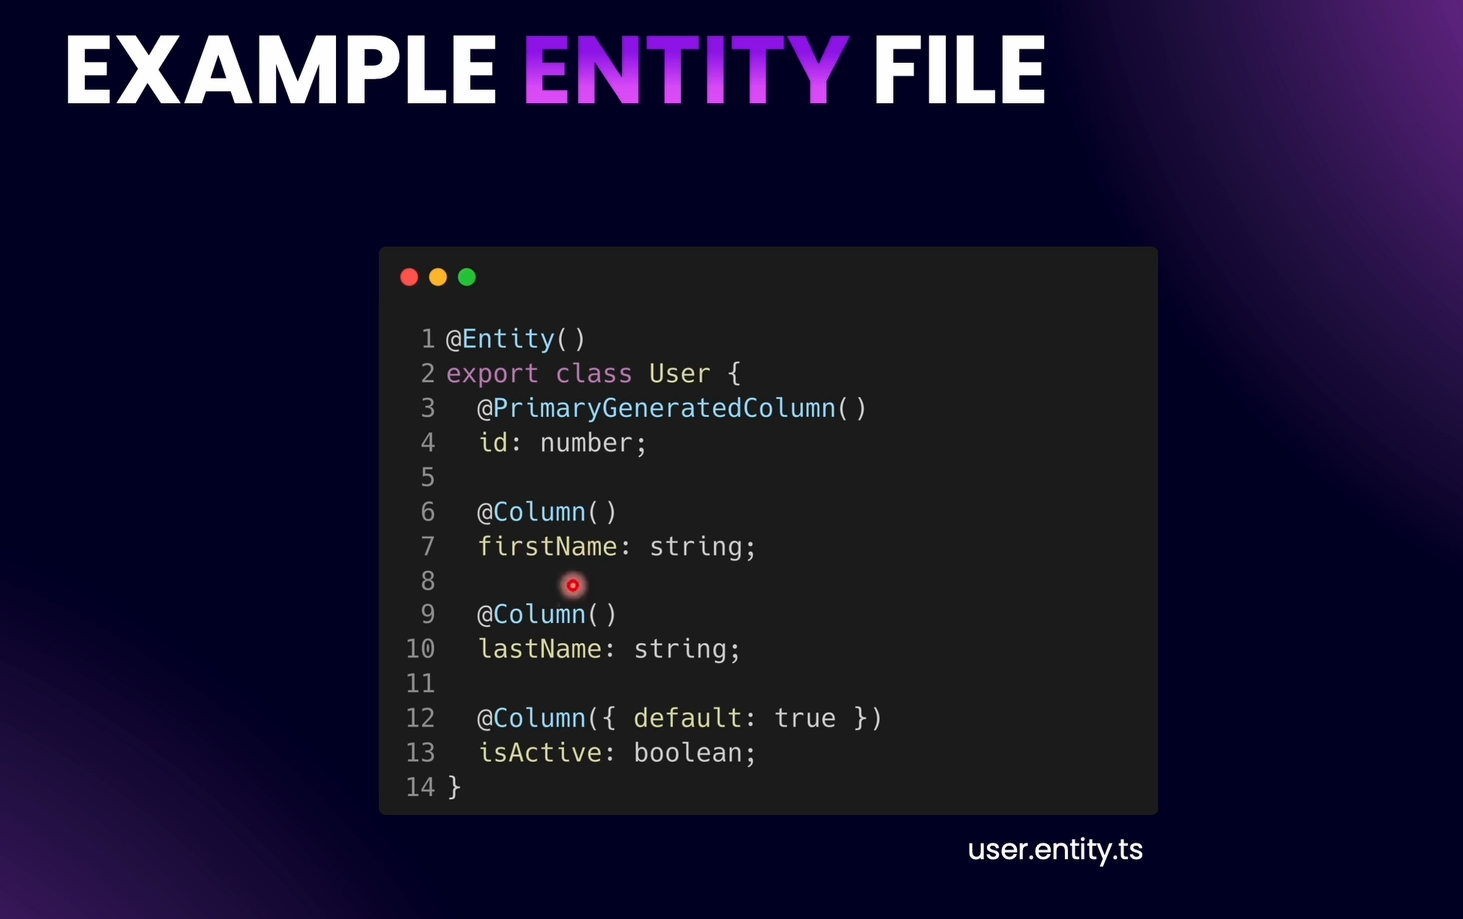 EXAMPLE ENTITY FILE
1 @Entity()
2 export class User {
3   @PrimaryGeneratedColumn()
4   id: number;
5
6   @Column()
7   firstName: string;
8
9   @Column()
10   lastName: string;
11
12   @Column({ default: true })
13   isActive: boolean;
14 }
user.entity.ts